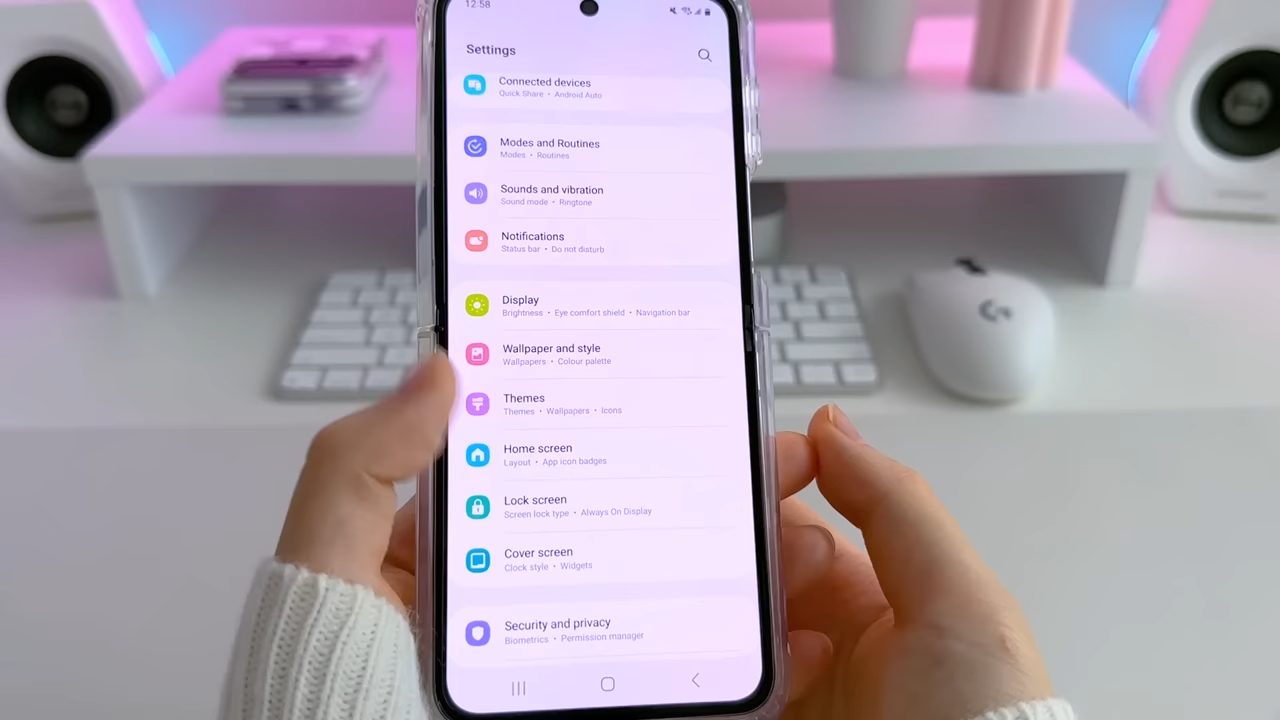 12:58
Settings
Connected devices
Quick Share • Android Auto
Modes and Routines
Modes • Routines
Sounds and vibration
Sound mode • Ringtone
Notifications
Status bar • Do not disturb
Display
Brightness • Eye comfort shield • Navigation bar
Wallpaper and style
Wallpapers • Colour palette
Themes
Themes • Wallpapers • Icons
Home screen
Layout • App icon badges
Lock screen
Screen lock type • Always On Display
Cover screen
Clock style • Widgets
Security and privacy
Biometrics • Permission manager